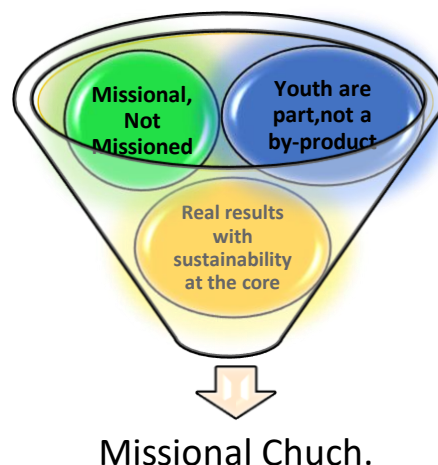 Missional,
Not
Missioned
Youth are
part,not a
by-product
Real results
with
sustainability
at the core
Missional Chuch.